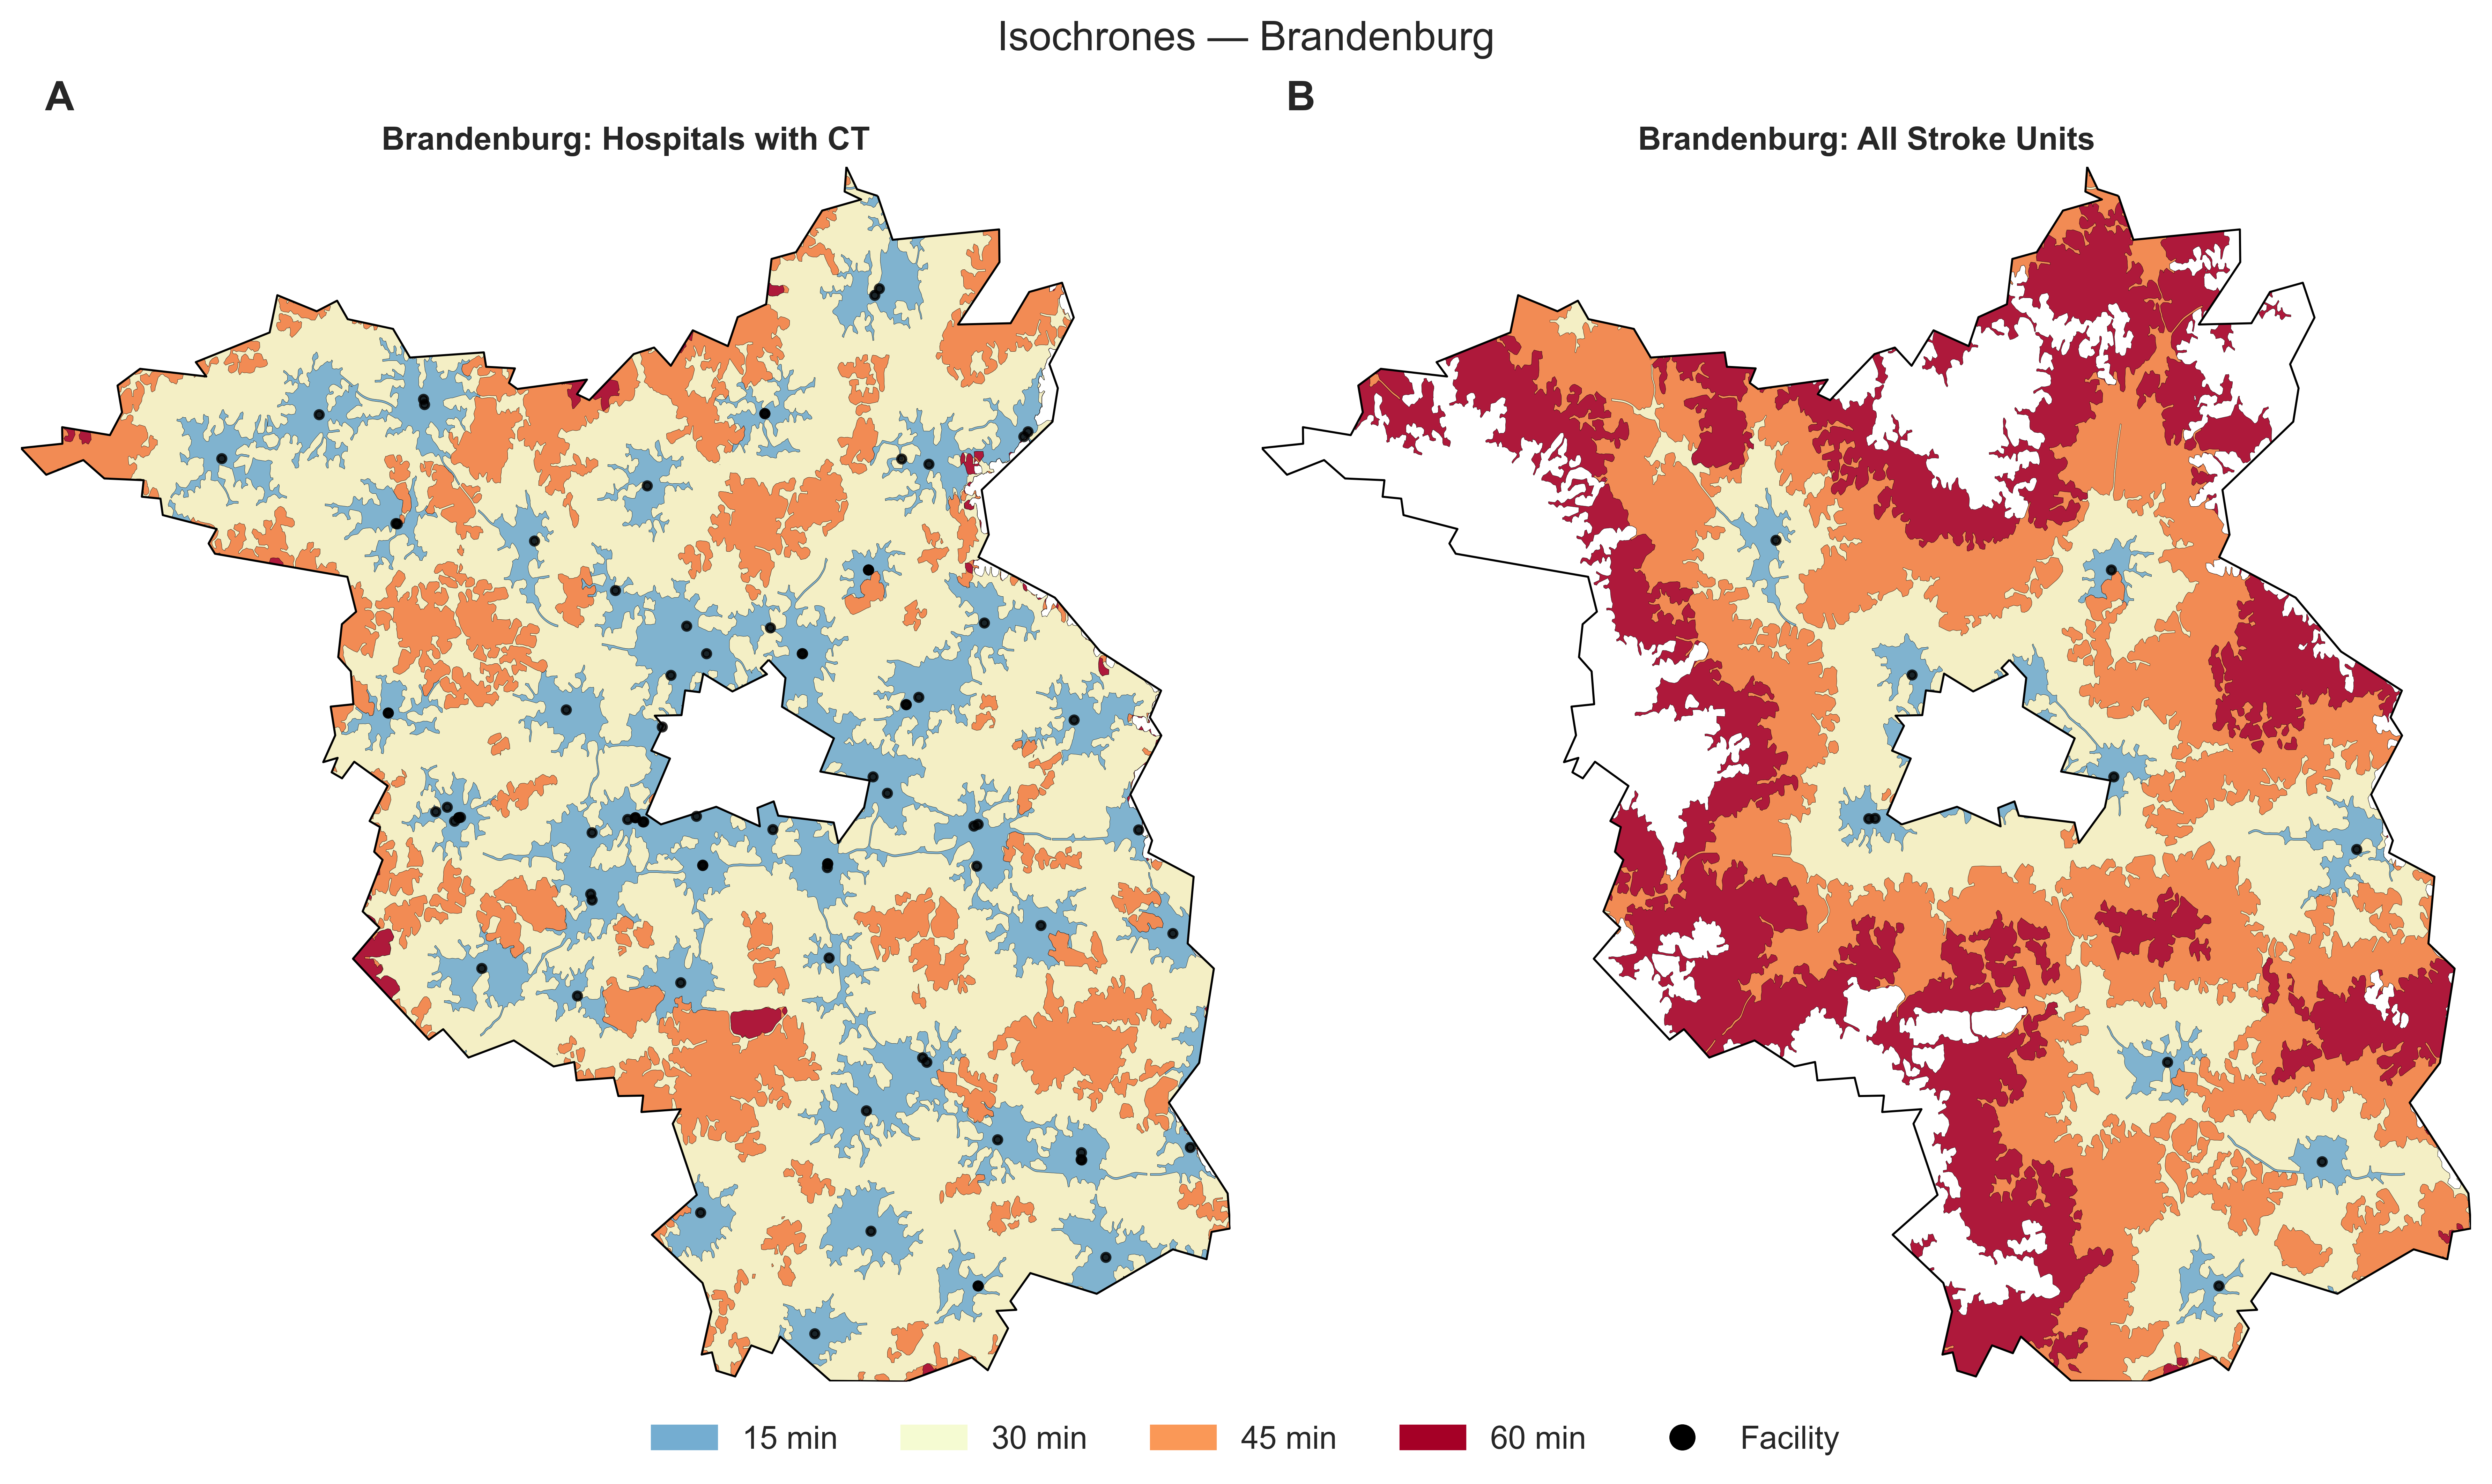 Isochrones — Brandenburg
A
B
Brandenburg: Hospitals with CT
Brandenburg: All Stroke Units
15 min
30 min
45 min
60 min
Facility